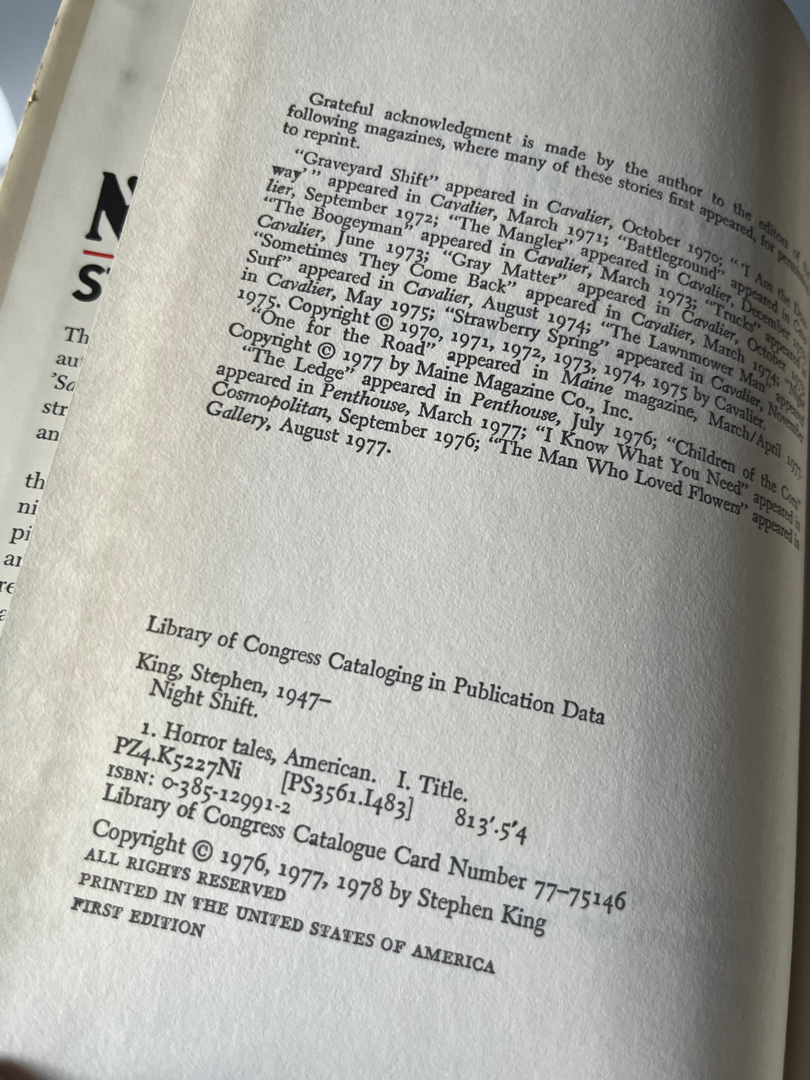 N
S
Th
au
'Sa
str
an
th
ni
pi
ar
re
Grateful acknowledgment is made by the author to the editors of
following magazines, where many of these stories first appeared, for
to reprint.
“Graveyard Shift” appeared in Cavalier, October 1970; “ ‘I Am the
way’ ” appeared in Cavalier, March 1971; “Battleground” appeared in
lier, September 1972; “The Mangler” appeared in Cavalier, December
“The Boogeyman” appeared in Cavalier, March 1973; “Trucks” appeared
Cavalier, June 1973; “Gray Matter” appeared in Cavalier, October
“Sometimes They Come Back” appeared in Cavalier, March 1974;
Surf” appeared in Cavalier, August 1974; “The Lawnmower Man” appeared
in Cavalier, May 1975; “Strawberry Spring” appeared in Cavalier, November
1975. Copyright © 1970, 1971, 1972, 1973, 1974, 1975 by Cavalier.
“One for the Road” appeared in Maine magazine, March/April 1977.
Copyright © 1977 by Maine Magazine Co., Inc.
“The Ledge” appeared in Penthouse, July 1976; “Children of the Corn”
appeared in Penthouse, March 1977; “I Know What You Need” appeared in
Cosmopolitan, September 1976; “The Man Who Loved Flowers” appeared in
Gallery, August 1977.
Library of Congress Cataloging in Publication Data
King, Stephen, 1947–
Night Shift.
1. Horror tales, American. I. Title.
PZ4.K5227Ni [PS3561.I483] 813'.5'4
ISBN: 0-385-12991-2
Library of Congress Catalogue Card Number 77–75146
Copyright © 1976, 1977, 1978 by Stephen King
ALL RIGHTS RESERVED
PRINTED IN THE UNITED STATES OF AMERICA
FIRST EDITION